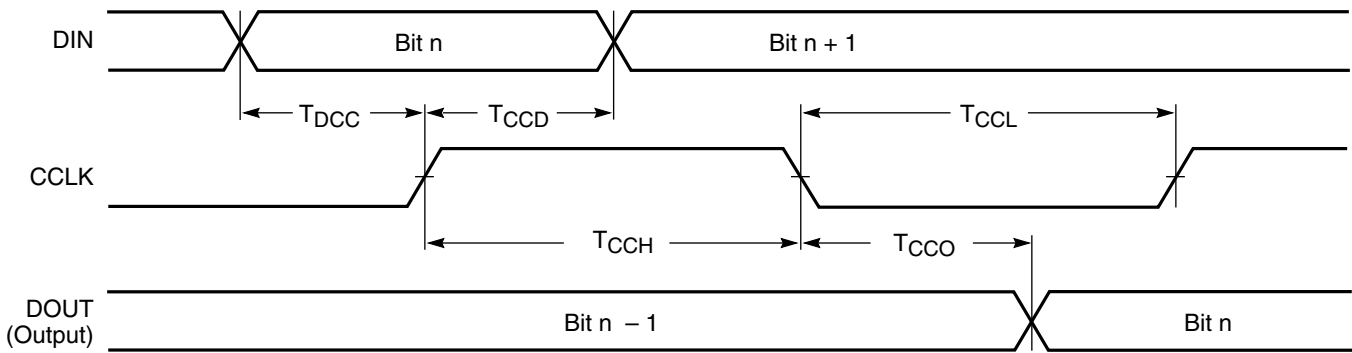 DIN
Bit n
Bit n + 1
TDCC
TCCD
TCCL
CCLK
TCCH
TCCO
DOUT
(Output)
Bit n – 1
Bit n